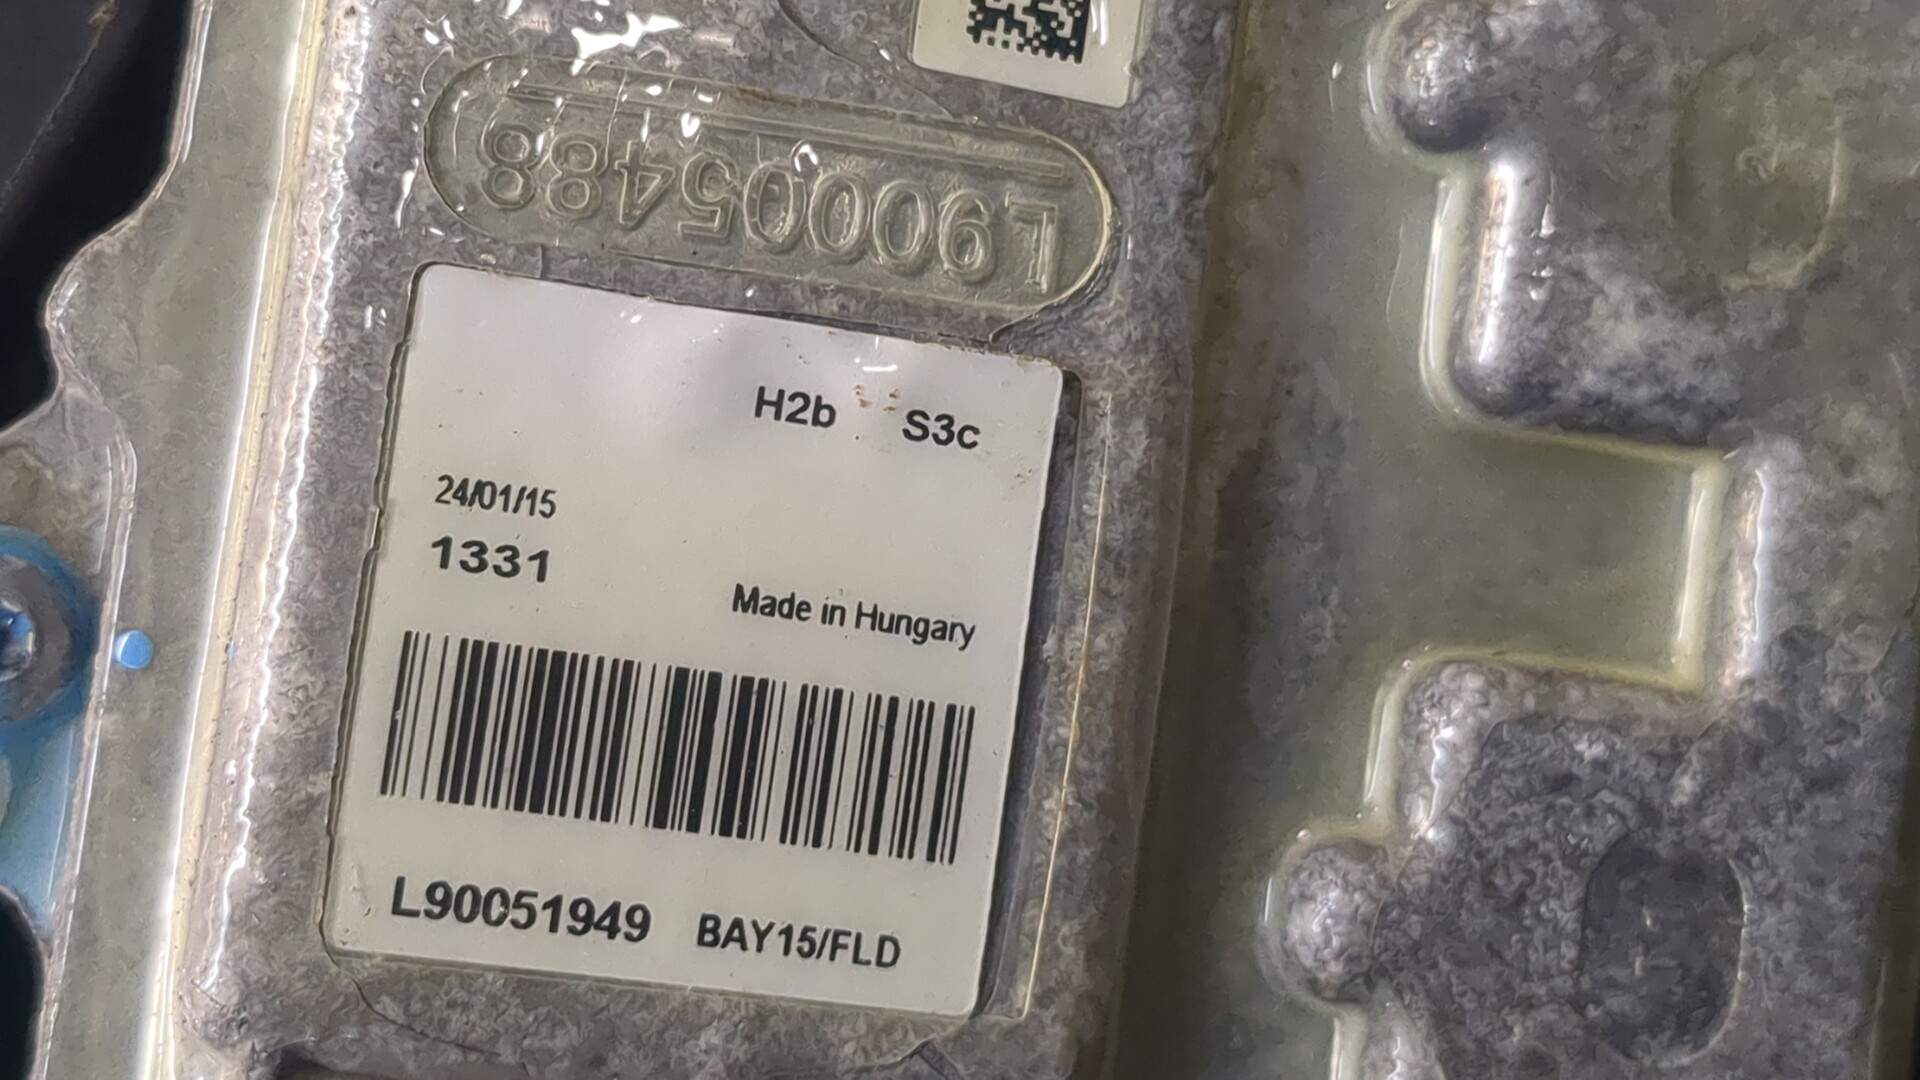 L90005488
H2b S3c
24/01/15
1331
Made in Hungary
L90051949 BAY15/FLD